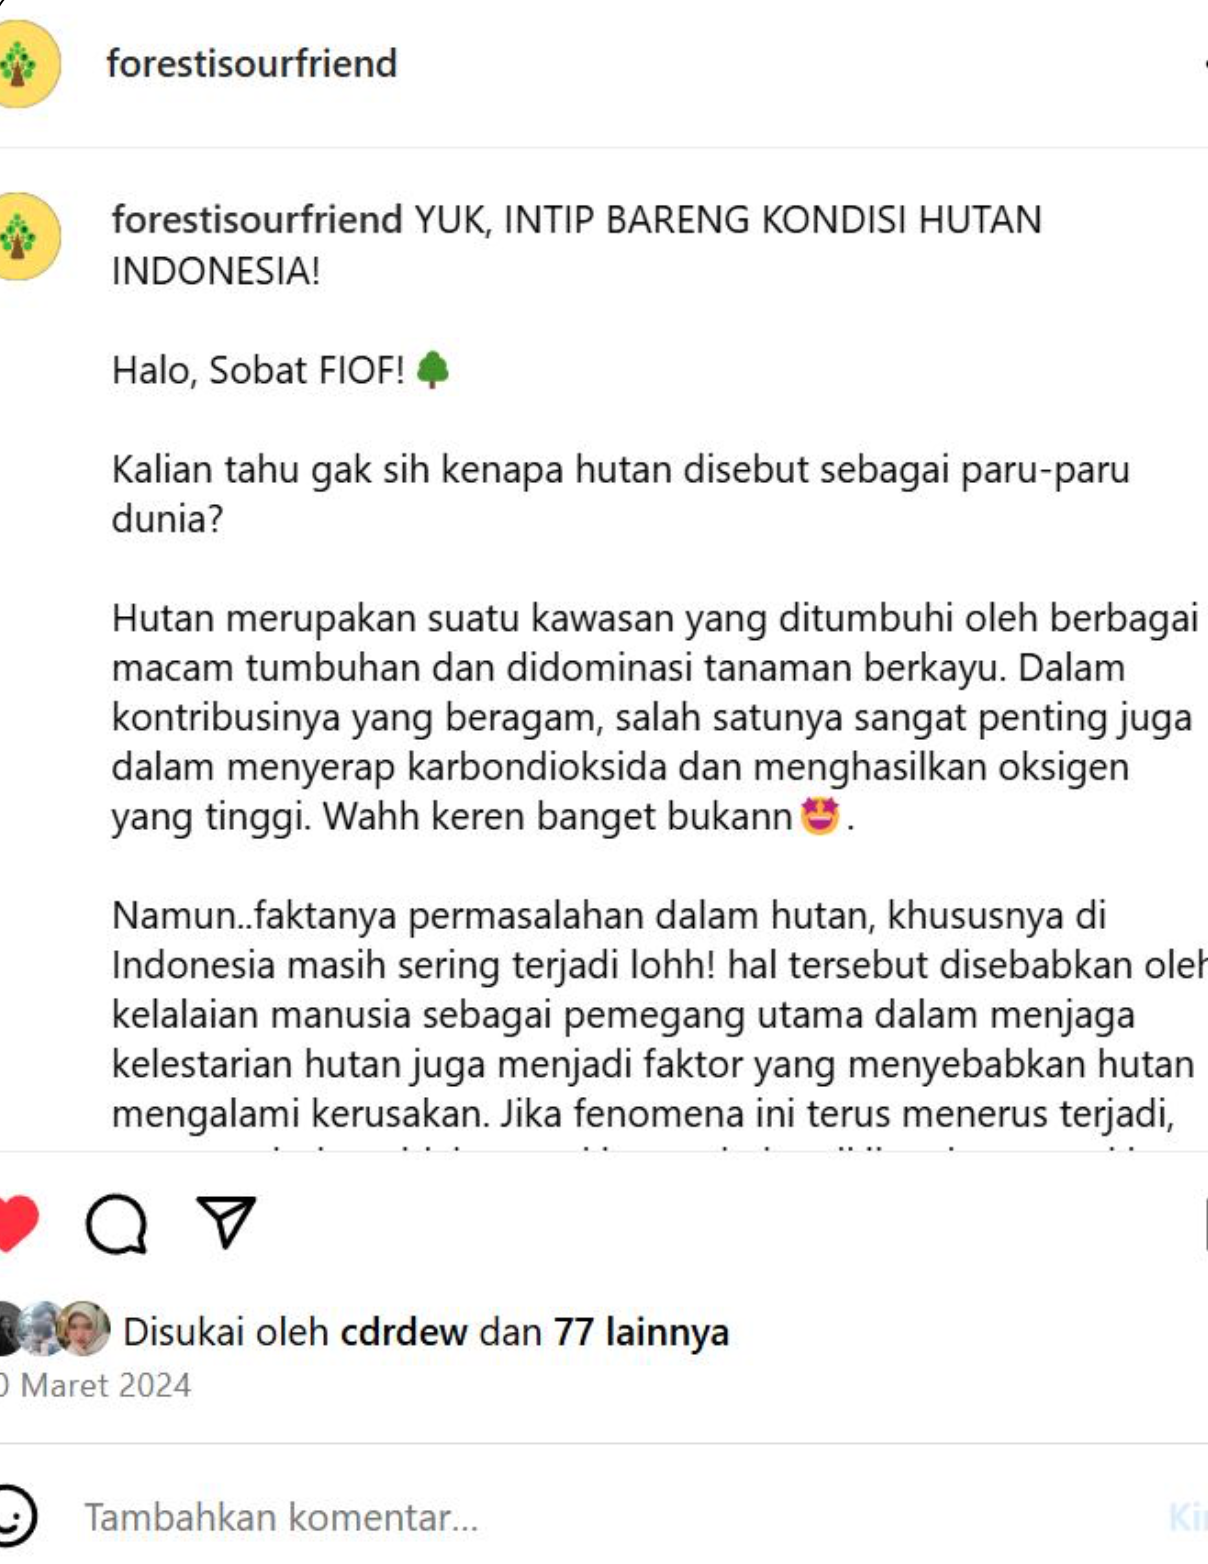 forestisourfriend
forestisourfriend YUK, INTIP BARENG KONDISI HUTAN
INDONESIA!
Halo, Sobat FIOF! 🌳
Kalian tahu gak sih kenapa hutan disebut sebagai paru-paru
dunia?
Hutan merupakan suatu kawasan yang ditumbuhi oleh berbagai
macam tumbuhan dan didominasi tanaman berkayu. Dalam
kontribusinya yang beragam, salah satunya sangat penting juga
dalam menyerap karbondioksida dan menghasilkan oksigen
yang tinggi. Wahh keren banget bukann🤩.
Namun..faktanya permasalahan dalam hutan, khususnya di
Indonesia masih sering terjadi lohh! hal tersebut disebabkan oleh
kelalaian manusia sebagai pemegang utama dalam menjaga
kelestarian hutan juga menjadi faktor yang menyebabkan hutan
mengalami kerusakan. Jika fenomena ini terus menerus terjadi,
Disukai oleh cdrdew dan 77 lainnya
0 Maret 2024
Tambahkan komentar...